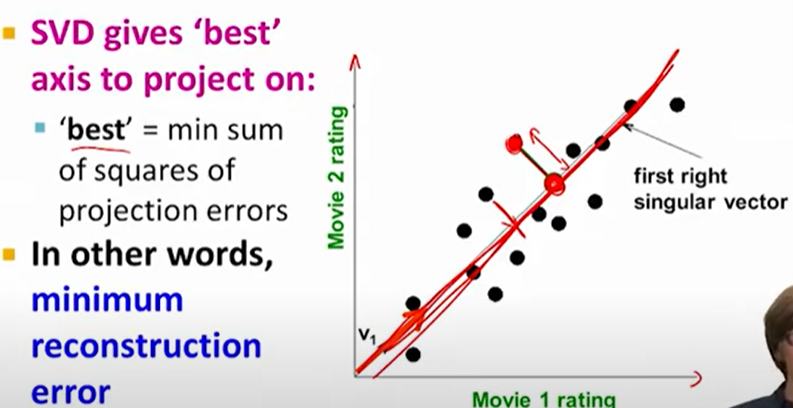 SVD gives ‘best’
axis to project on:
‘best’ = min sum
of squares of
projection errors
In other words,
minimum
reconstruction
error
Movie 2 rating
first right
singular vector
v1
Movie 1 rating